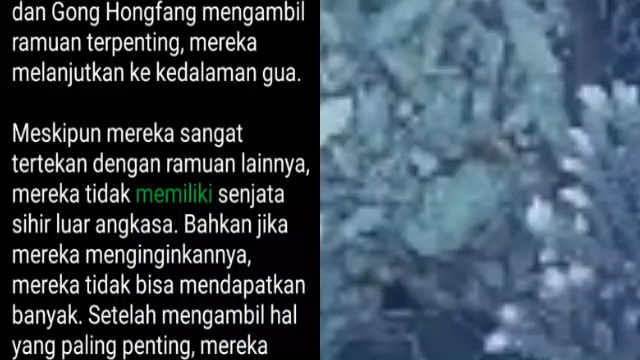 dan Gong Hongfang mengambil
ramuan terpenting, mereka
melanjutkan ke kedalaman gua.
Meskipun mereka sangat
tertekan dengan ramuan lainnya,
mereka tidak memiliki senjata
sihir luar angkasa. Bahkan jika
mereka menginginkannya,
mereka tidak bisa mendapatkan
banyak. Setelah mengambil hal
yang paling penting, mereka